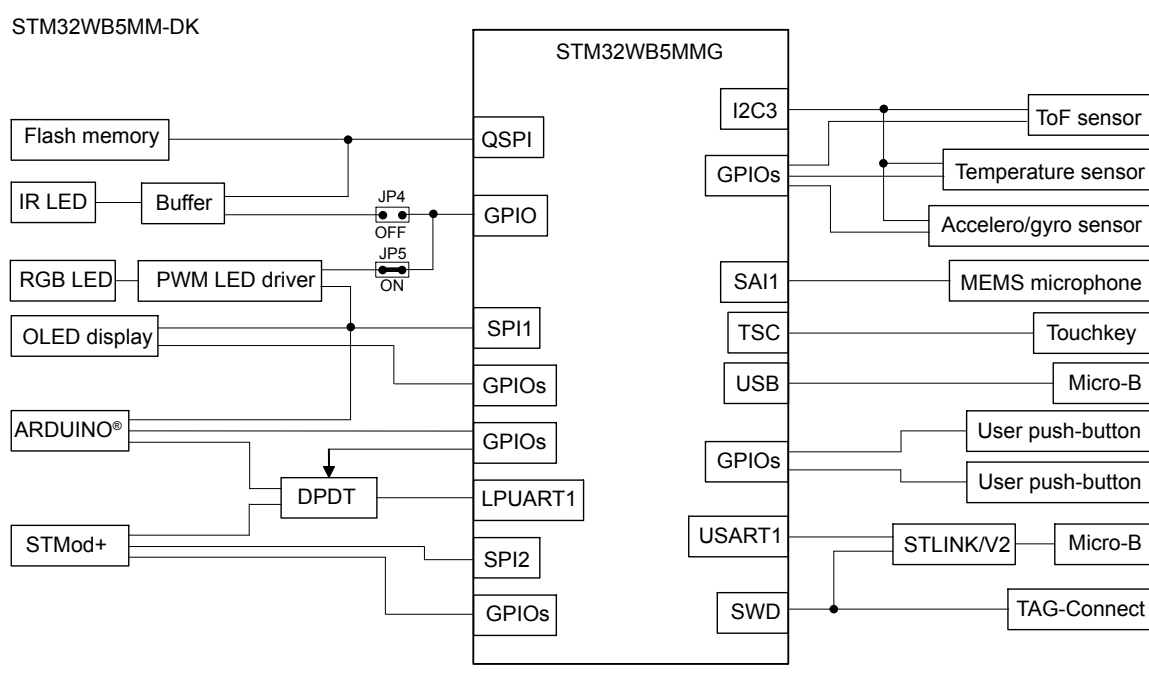 STM32WB5MM-DK
STM32WB5MMG
Flash memory
IR LED
Buffer
JP4
OFF
JP5
ON
RGB LED
PWM LED driver
OLED display
ARDUINO®
DPDT
STMod+
QSPI
GPIO
SPI1
GPIOs
GPIOs
LPUART1
SPI2
GPIOs
I2C3
GPIOs
SAI1
TSC
USB
GPIOs
USART1
SWD
ToF sensor
Temperature sensor
Accelero/gyro sensor
MEMS microphone
Touchkey
Micro-B
User push-button
User push-button
STLINK/V2
Micro-B
TAG-Connect